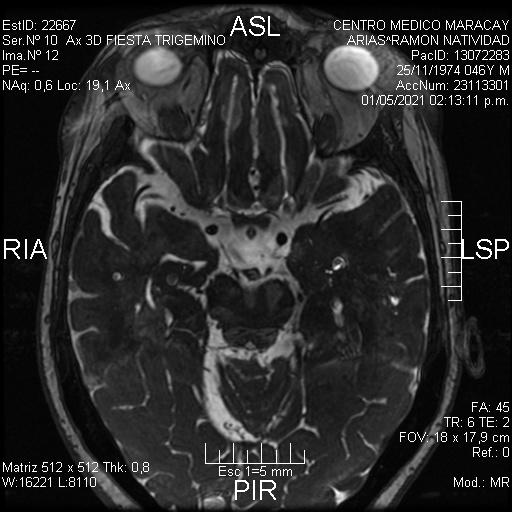 EstID: 22667
Ser.Nº 10 Ax 3D FIESTA TRIGEMINO
Ima.Nº 12
PE= --
NAq: 0,6 Loc: 19,1 Ax
ASL
CENTRO MEDICO MARACAY
ARIAS^RAMON NATIVIDAD
PacID: 13072283
25/11/1974 046Y M
AccNum: 23113301
01/05/2021 02:13:11 p.m.
RIA
LSP
Matriz 512 x 512 Thk: 0,8
W:16221 L:8110
Esc 1=5 mm
PIR
FA: 45
TR: 6 TE: 2
FOV: 18 x 17,9 cm
Ref.: 0
Mod.: MR